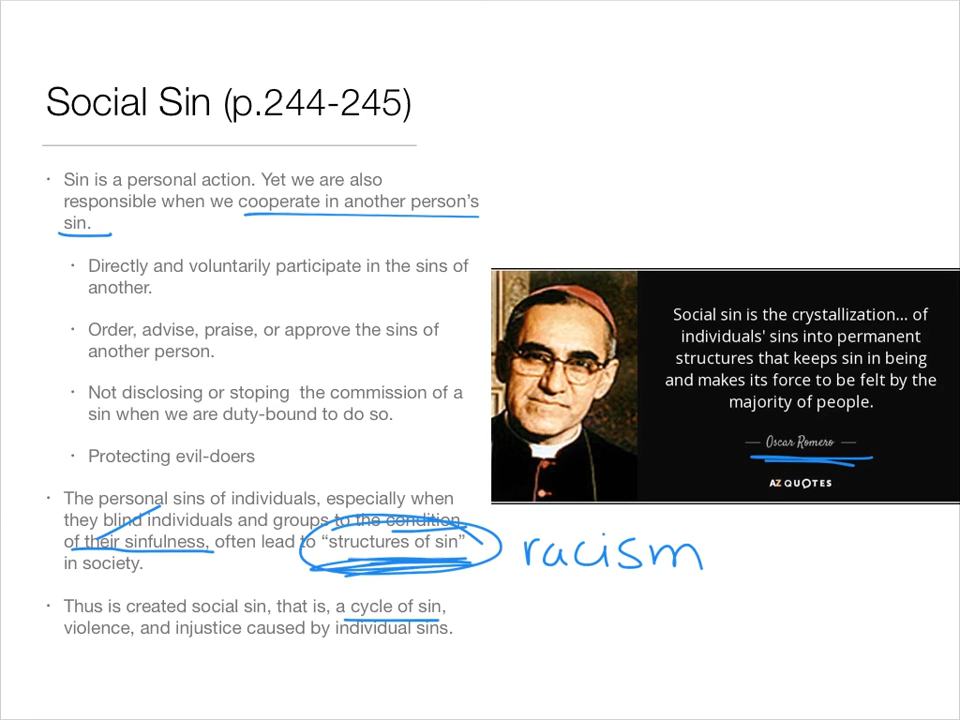 Social Sin (p.244-245)
• Sin is a personal action. Yet we are also
responsible when we cooperate in another person's
sin.
• Directly and voluntarily participate in the sins of
another.
• Order, advise, praise, or approve the sins of
another person.
• Not disclosing or stoping the commission of a
sin when we are duty-bound to do so.
• Protecting evil-doers
• The personal sins of individuals, especially when
they blind individuals and groups to the condition
of their sinfulness, often lead to “structures of sin”
in society.
• Thus is created social sin, that is, a cycle of sin,
violence, and injustice caused by individual sins.
Social sin is the crystallization... of
individuals' sins into permanent
structures that keeps sin in being
and makes its force to be felt by the
majority of people.
— Oscar Romero —
AZ QUOTES
racism